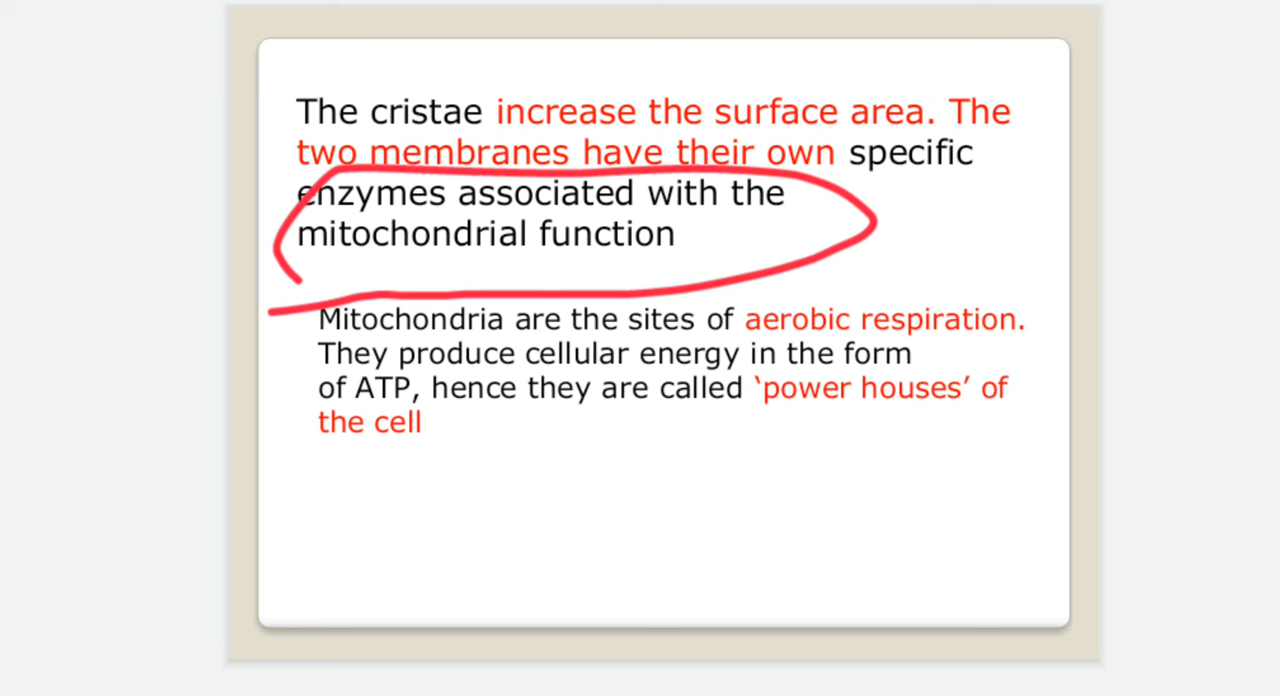 The cristae increase the surface area. The
two membranes have their own specific
enzymes associated with the
mitochondrial function
Mitochondria are the sites of aerobic respiration.
They produce cellular energy in the form
of ATP, hence they are called ‘power houses’ of
the cell